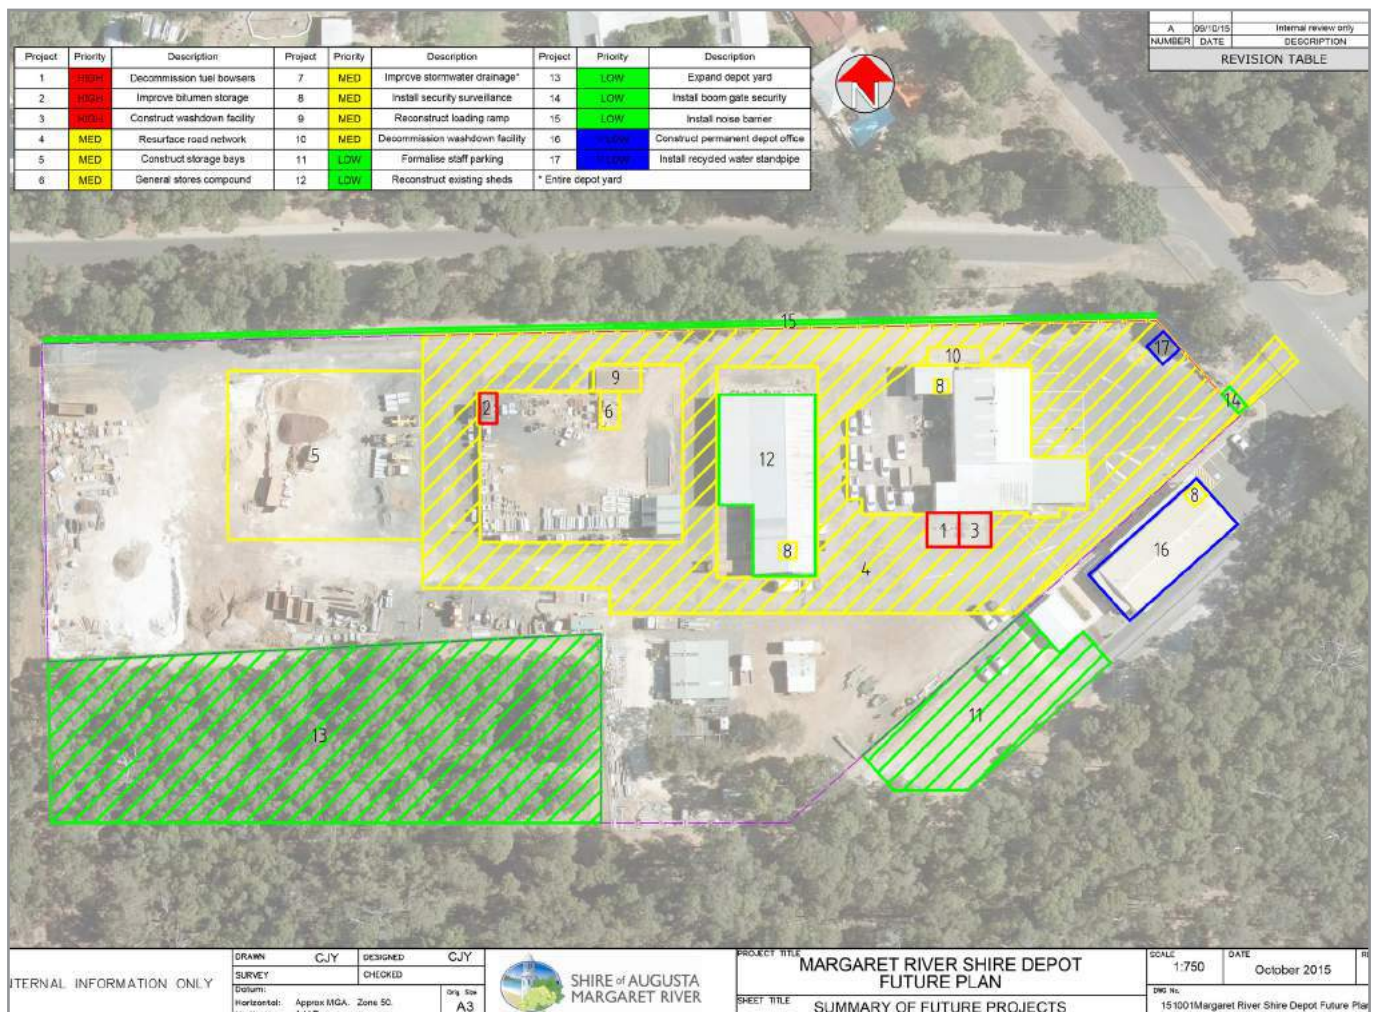 A 09/10/15 Internal review only
NUMBER DATE DESCRIPTION
REVISION TABLE
Project Priority Description Project Priority Description Project Priority Description
1 HIGH Decommission fuel bowsers 7 MED Improve stormwater drainage* 13 LOW Expand depot yard
2 HIGH Improve bitumen storage 8 MED Install security surveillance 14 LOW Install boom gate security
3 HIGH Construct washdown facility 9 MED Reconstruct loading ramp 15 LOW Install noise barrier
4 MED Resurface road network 10 MED Decommission washdown facility 16 Construct permanent depot office
5 MED Construct storage bays 11 LOW Formalise staff parking 17 Install recycled water standpipe
6 MED General stores compound 12 LOW Reconstruct existing sheds * Entire depot yard
15
17
10
9
8
14
2
6
5
12
8
1 3
8
16
4
11
13
TERNAL INFORMATION ONLY
DRAWN CJY DESIGNED CJY
SURVEY CHECKED
Datum:
Horizontal: Approx MGA. Zone 50.
Orig. Size
A3
SHIRE of AUGUSTA
MARGARET RIVER
PROJECT TITLE
MARGARET RIVER SHIRE DEPOT
FUTURE PLAN
SHEET TITLE
SUMMARY OF FUTURE PROJECTS
SCALE
1:750
DATE
October 2015
DWG No.
151001Margaret River Shire Depot Future Plan